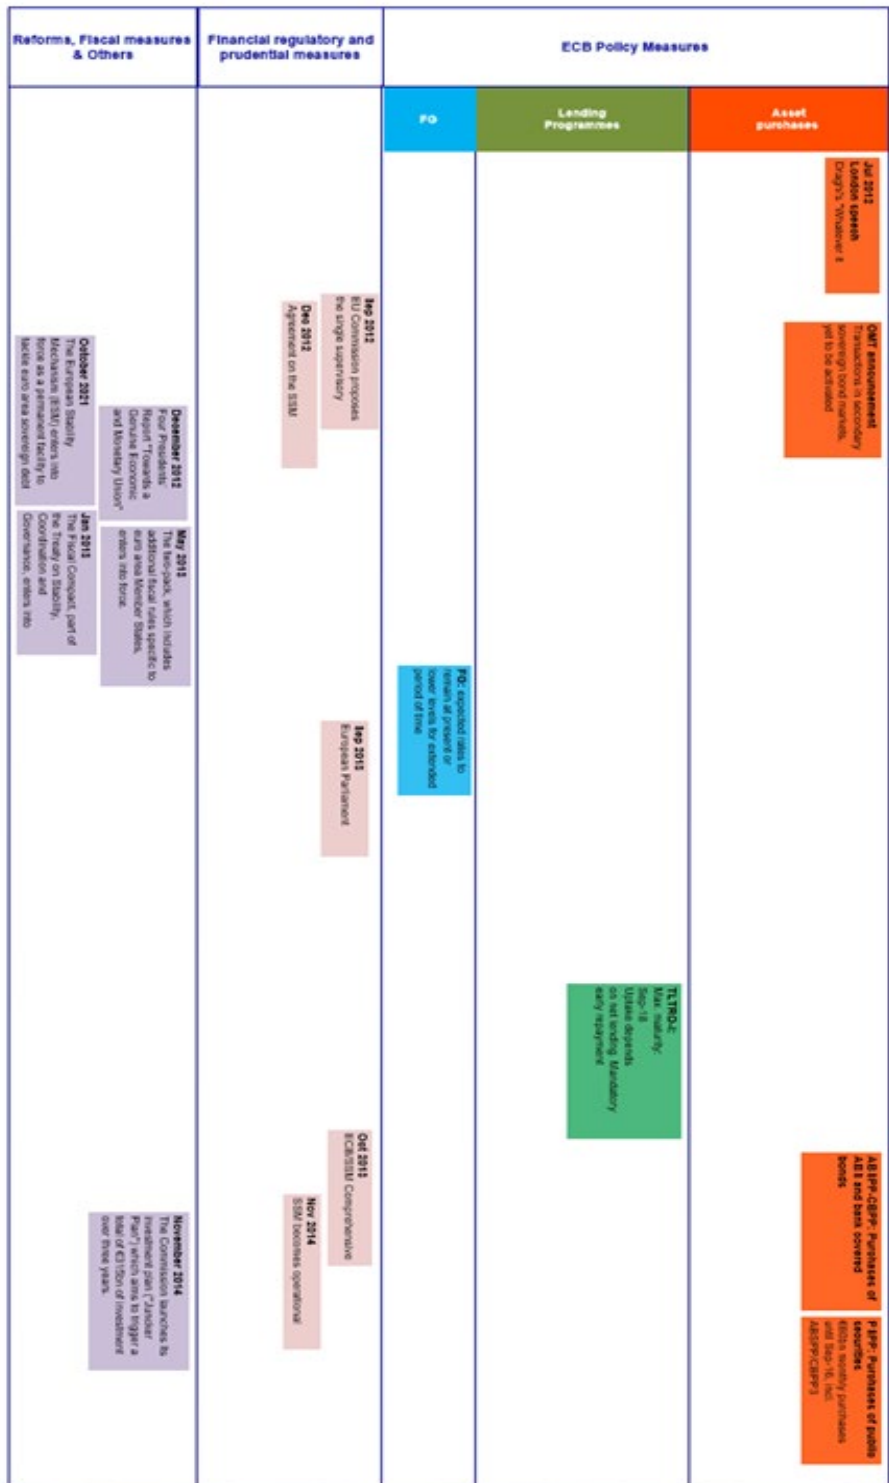 Reforms, Fiscal measures
& Others
Financial regulatory and
prudential measures
ECB Policy Measures
FG
Lending
Programmes
Asset
purchases
Jul 2012
London speech
Draghi's "Whatever it
OMT announcement
Transactions in secondary
sovereign bond markets,
yet to be activated
ABSPP-CBPP: Purchases of
ABS and bank covered
bonds
PSPP: Purchases of public
securities
€60bn monthly purchases
until Sep-16, incl.
ABSPP/CBPP3
TLTRO-I:
Max. maturity:
Sep-18
Uptake depends
on net lending. Mandatory
early repayment
FG: expected rates to
remain at present or
lower levels for extended
period of time
Sep 2012
EU Commission proposes
the single supervisory
Dec 2012
Agreement on the SSM
Sep 2013
European Parliament
Oct 2013
ECB/SSM Comprehensive
Nov 2014
SSM becomes operational
October 2021
The European Stability
Mechanism (ESM) enters into
force as a permanent facility to
tackle euro area sovereign debt
December 2012
Four Presidents'
Report "Towards a
Genuine Economic
and Monetary Union"
Jan 2013
The Fiscal Compact, part of
the Treaty on Stability,
Coordination and
Governance, enters into
May 2013
The two-pack, which includes
additional fiscal rules specific to
euro area Member States,
enters into force.
November 2014
The Commission launches its
investment plan ("Juncker
Plan") which aims to trigger a
total of €315bn of investment
over three years.